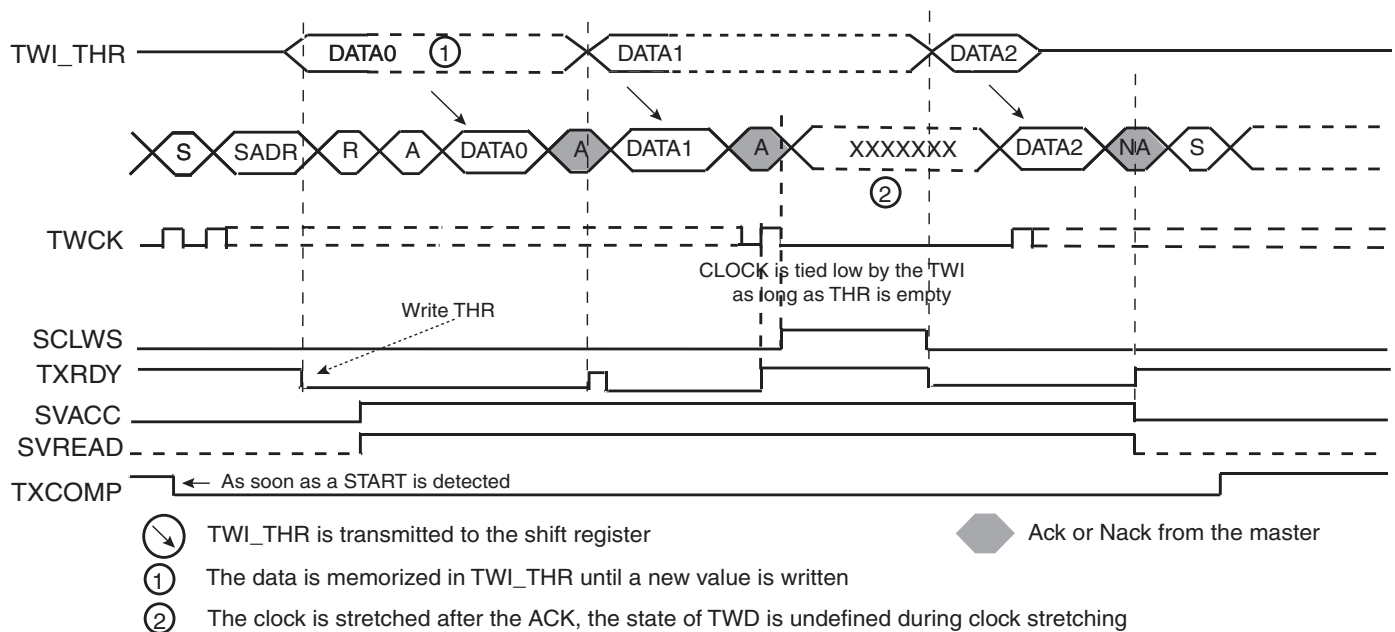 TWI_THR DATA0 1 DATA1 DATA2
S SADR R A DATA0 A DATA1 A XXXXXXX DATA2 NA S
2
TWCK
CLOCK is tied low by the TWI
as long as THR is empty
Write THR
SCLWS
TXRDY
SVACC
SVREAD
TXCOMP As soon as a START is detected
TWI_THR is transmitted to the shift register Ack or Nack from the master
1 The data is memorized in TWI_THR until a new value is written
2 The clock is stretched after the ACK, the state of TWD is undefined during clock stretching